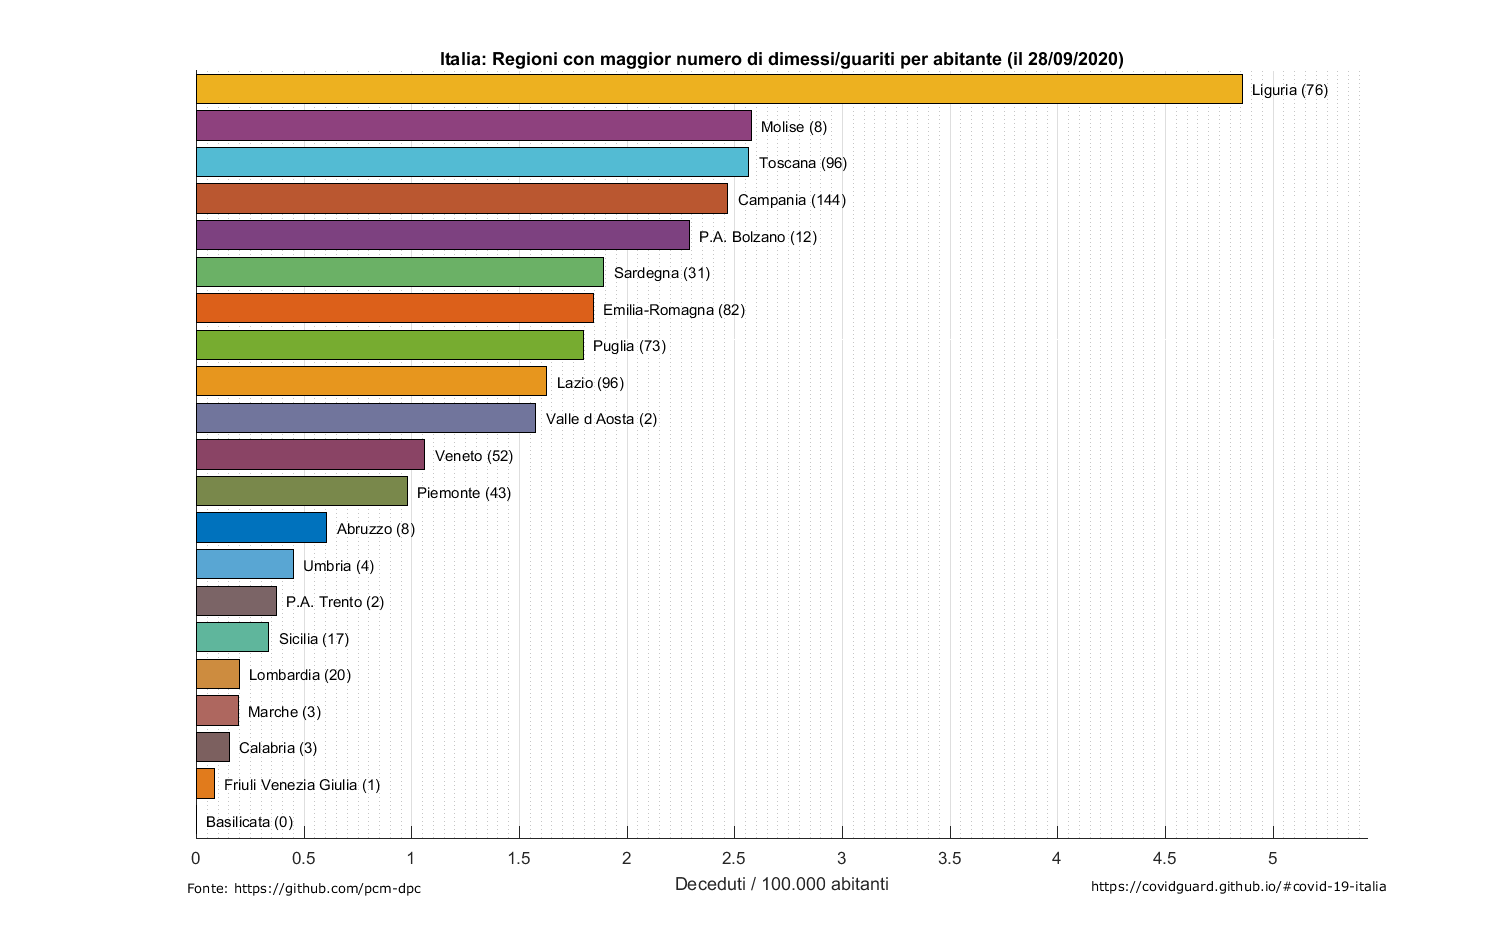 Italia: Regioni con maggior numero di dimessi/guariti per abitante (il 28/09/2020)
Liguria (76)
Molise (8)
Toscana (96)
Campania (144)
P.A. Bolzano (12)
Sardegna (31)
Emilia-Romagna (82)
Puglia (73)
Lazio (96)
Valle d Aosta (2)
Veneto (52)
Piemonte (43)
Abruzzo (8)
Umbria (4)
P.A. Trento (2)
Sicilia (17)
Lombardia (20)
Marche (3)
Calabria (3)
Friuli Venezia Giulia (1)
Basilicata (0)
0 0.5 1 1.5 2 2.5 3 3.5 4 4.5 5
Deceduti / 100.000 abitanti
Fonte: https://github.com/pcm-dpc
https://covidguard.github.io/#covid-19-italia